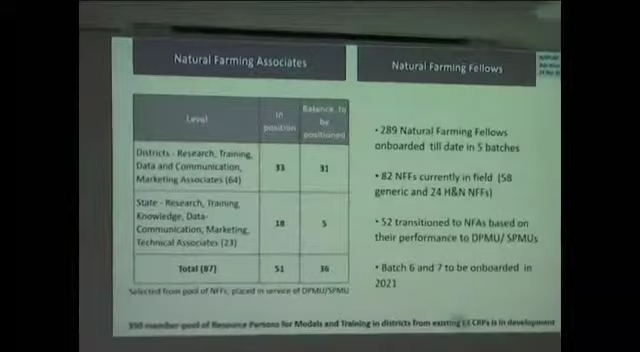 Natural Farming Associates
Level
In position
Balance to be positioned
Districts - Research, Training,
Data and Communication,
Marketing Associates (64)
33
31
State - Research, Training,
Knowledge, Data-
Communication, Marketing,
Technical Associates (23)
18
5
Total (87)
51
36
Selected from pool of NFFs, placed in service of DPMU/SPMU
Natural Farming Fellows
• 289 Natural Farming Fellows
onboarded till date in 5 batches
• 82 NFFs currently in field (58
generic and 24 H&N NFFs)
• 52 transitioned to NFAs based on
their performance to DPMU/ SPMUs
• Batch 6 and 7 to be onboarded in
2021
member pool of Resource Persons for Models and Training in districts from existing CRPs is in development